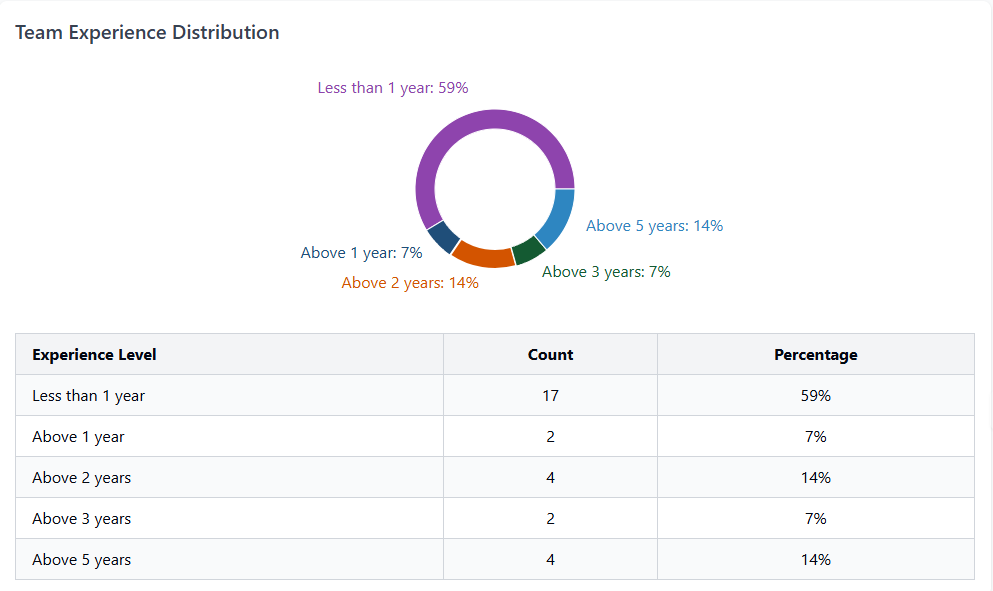 Team Experience Distribution
Less than 1 year: 59%
Above 5 years: 14%
Above 1 year: 7%
Above 3 years: 7%
Above 2 years: 14%
Experience Level Count Percentage
Less than 1 year 17 59%
Above 1 year 2 7%
Above 2 years 4 14%
Above 3 years 2 7%
Above 5 years 4 14%